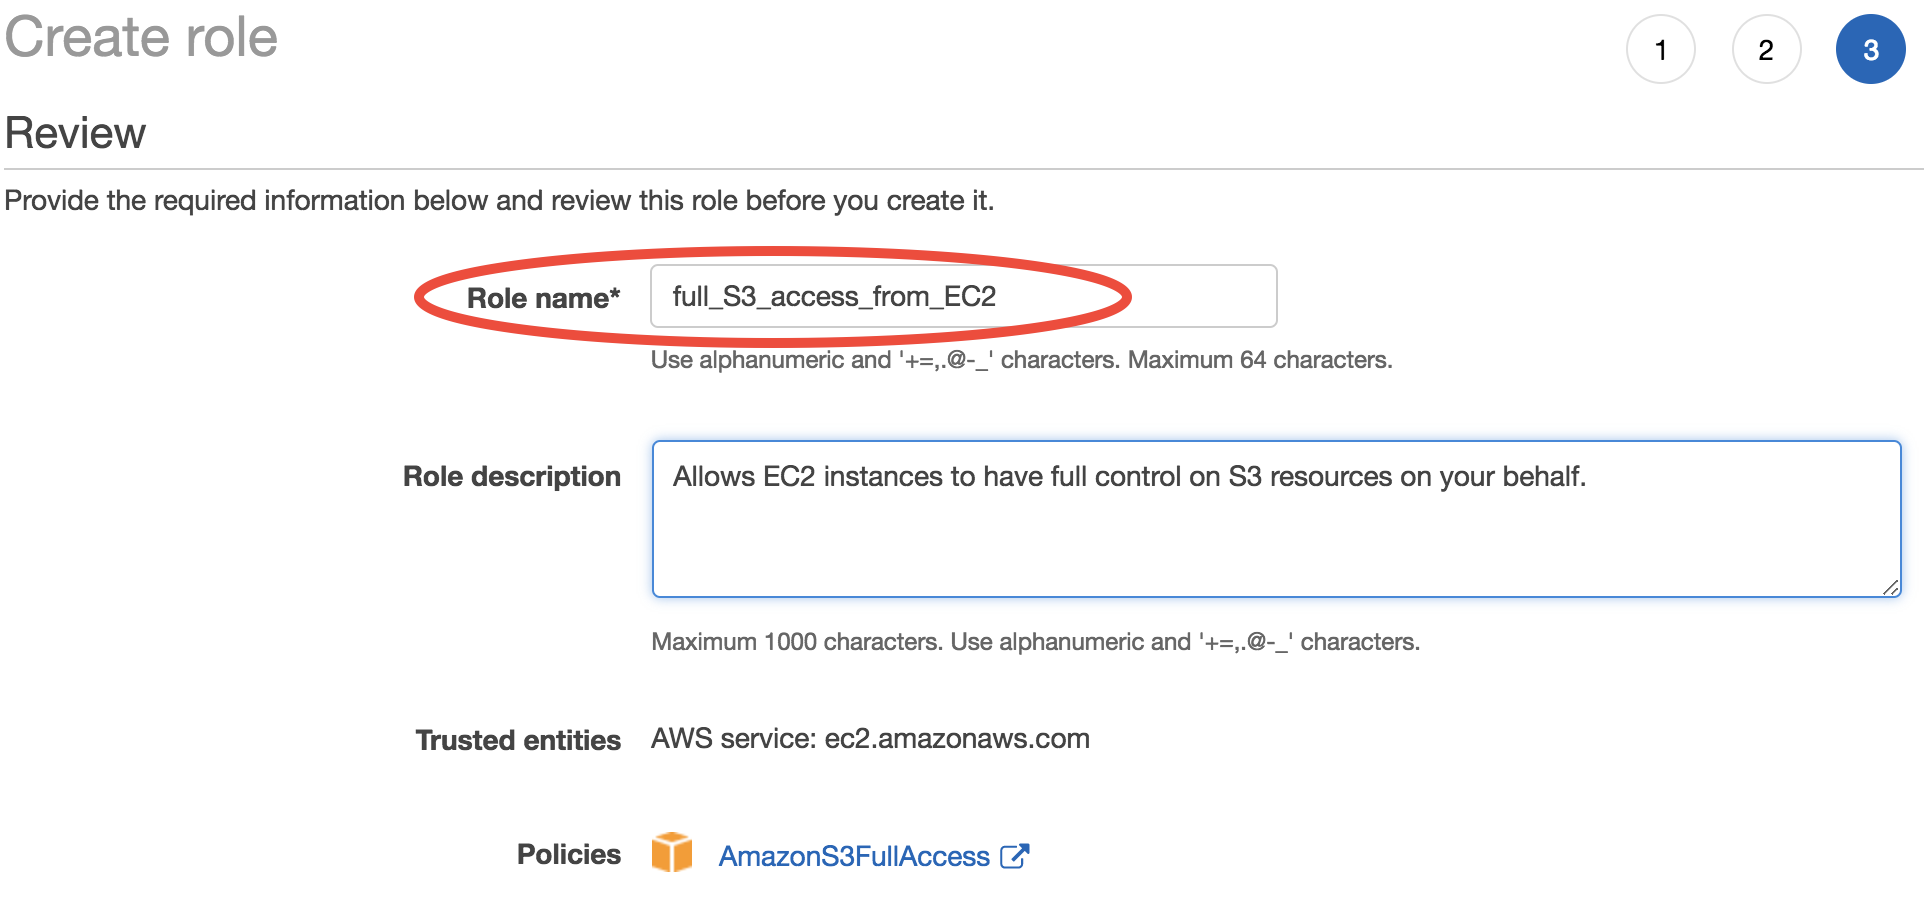 Create role
1 2 3
Review
Provide the required information below and review this role before you create it.
Role name* full_S3_access_from_EC2
Use alphanumeric and '+=,.@-_' characters. Maximum 64 characters.
Role description Allows EC2 instances to have full control on S3 resources on your behalf.
Maximum 1000 characters. Use alphanumeric and '+=,.@-_' characters.
Trusted entities AWS service: ec2.amazonaws.com
Policies AmazonS3FullAccess